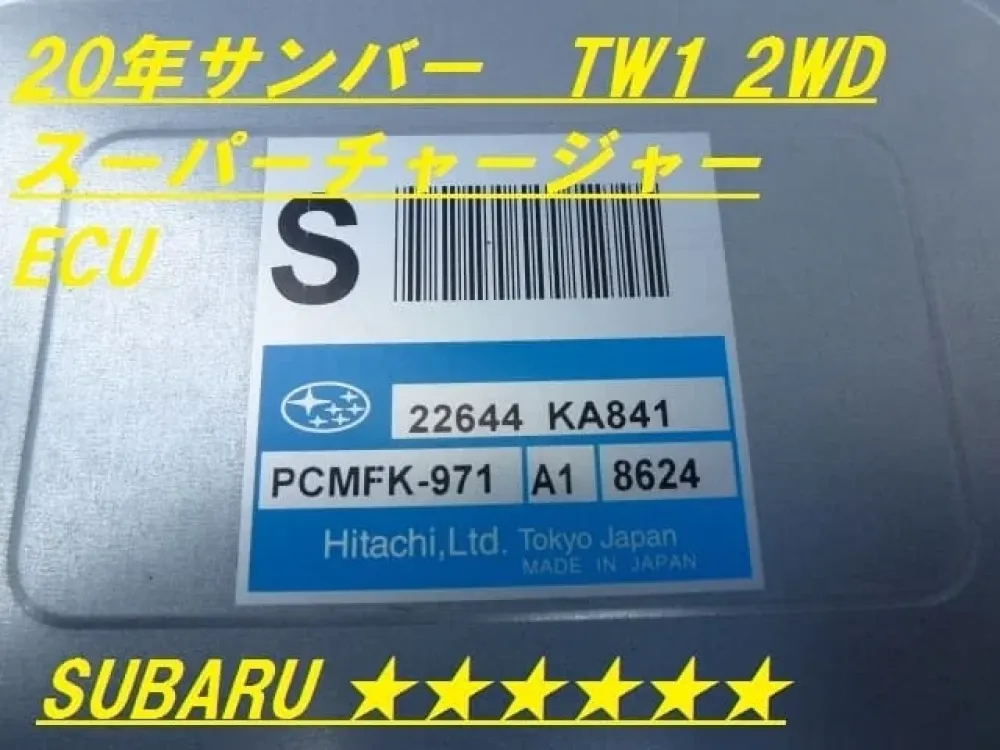 20年サンバー　TW1 2WD
スーパーチャージャー
ECU
S
22644 KA841
PCMFK-971 A1 8624
Hitachi,Ltd. Tokyo Japan
MADE IN JAPAN
SUBARU ★★★★★★